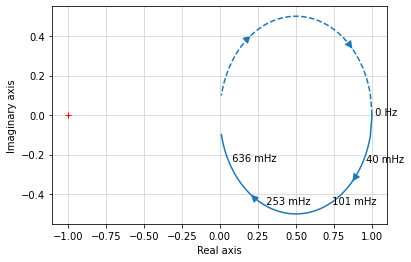 0.4
0.2
0.0
−0.2
−0.4
Imaginary axis
0 Hz
40 mHz
636 mHz
253 mHz
101 mHz
−1.00
−0.75
−0.50
−0.25
0.00
0.25
0.50
0.75
1.00
Real axis